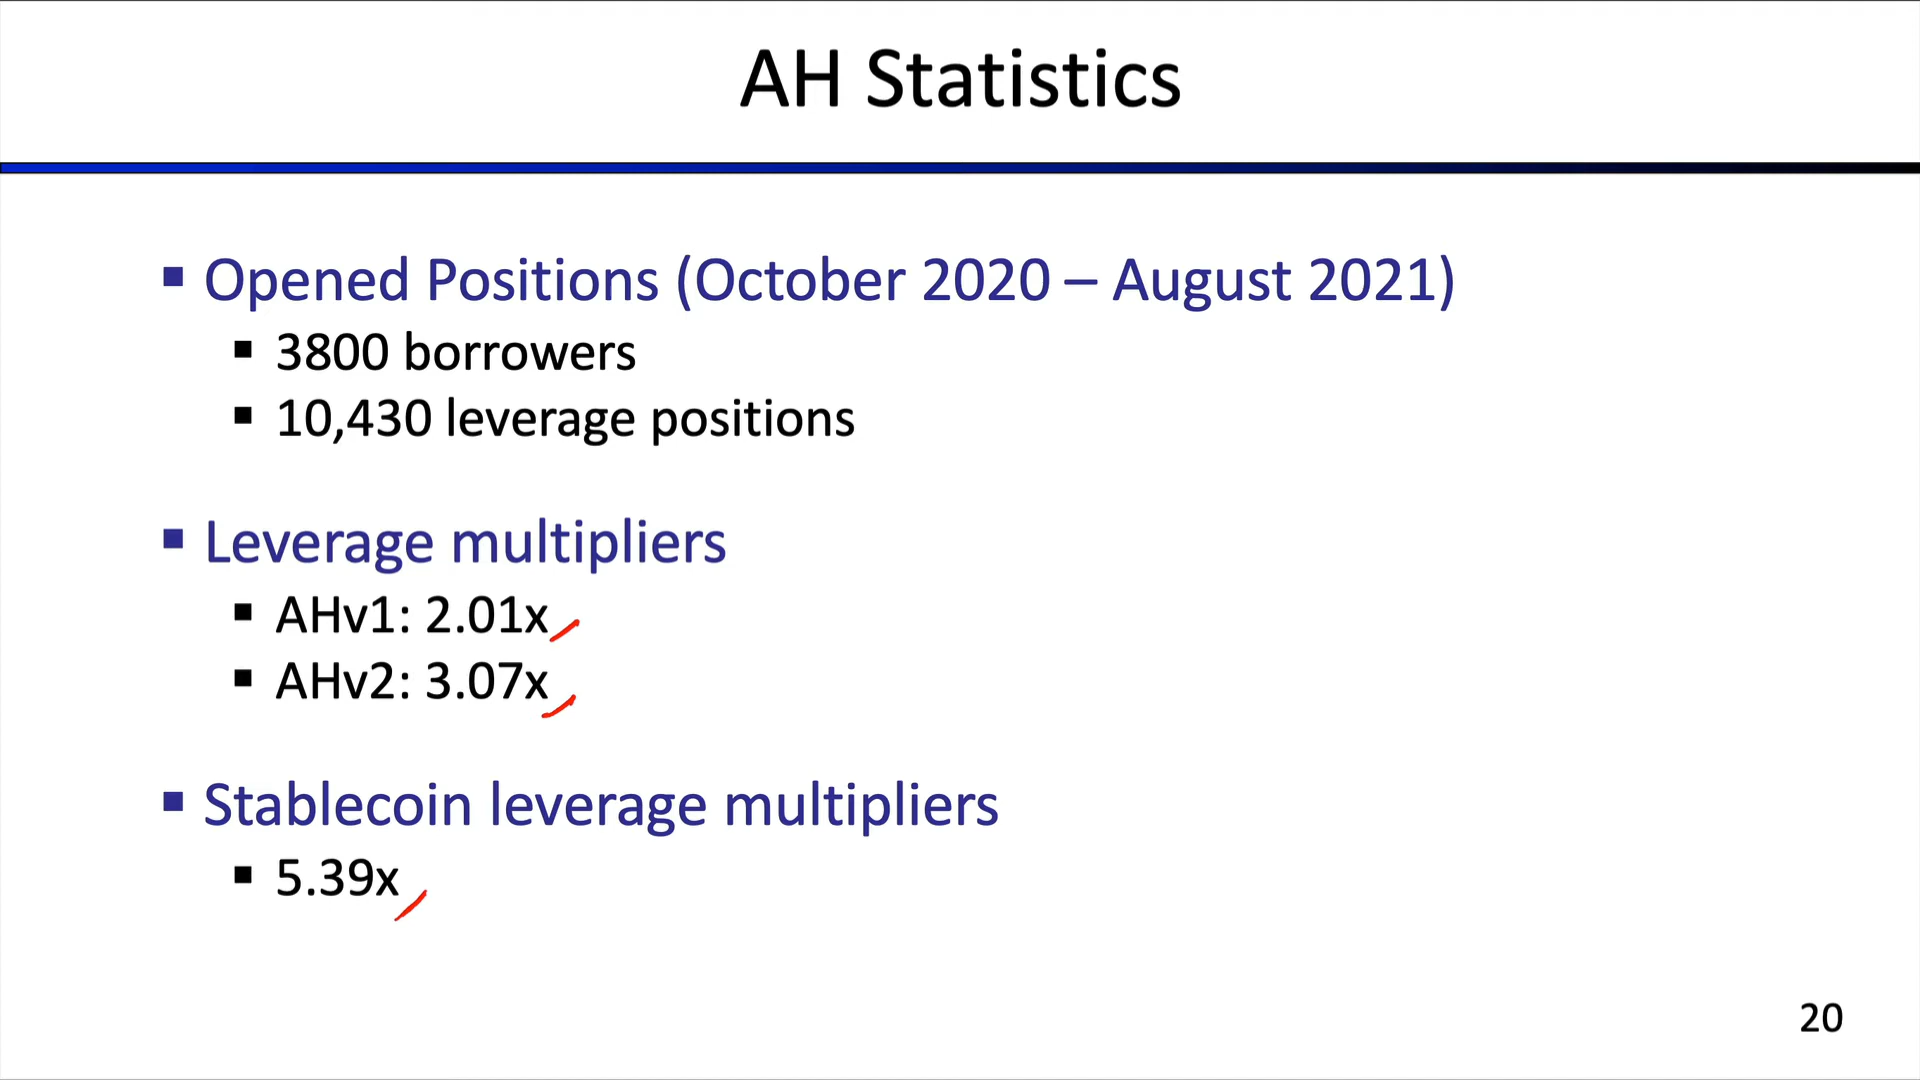 AH Statistics
Opened Positions (October 2020 – August 2021)
3800 borrowers
10,430 leverage positions
Leverage multipliers
AHv1: 2.01x
AHv2: 3.07x
Stablecoin leverage multipliers
5.39x
20